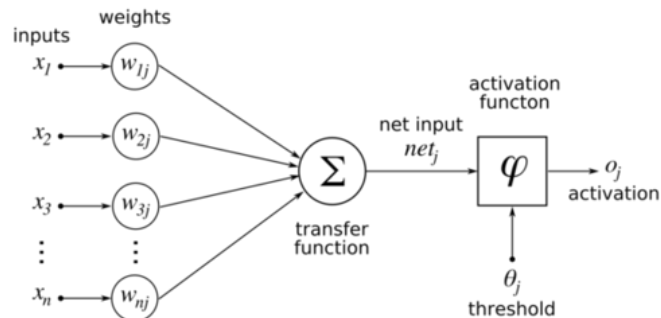 weights
inputs
x1 w1j
x2 w2j
x3 w3j
⋮ ⋮
xn wnj
Σ
transfer
function
net input
netj
activation
functon
φ
oj
activation
θj
threshold